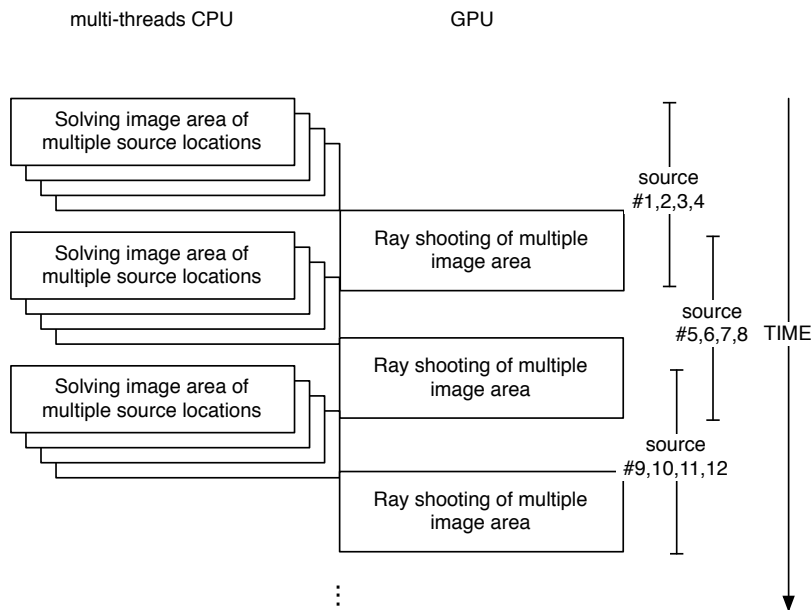 multi-threads CPU
GPU
Solving image area of
multiple source locations
source
#1,2,3,4
Ray shooting of multiple
image area
Solving image area of
multiple source locations
source
#5,6,7,8
TIME
Ray shooting of multiple
image area
Solving image area of
multiple source locations
source
#9,10,11,12
Ray shooting of multiple
image area